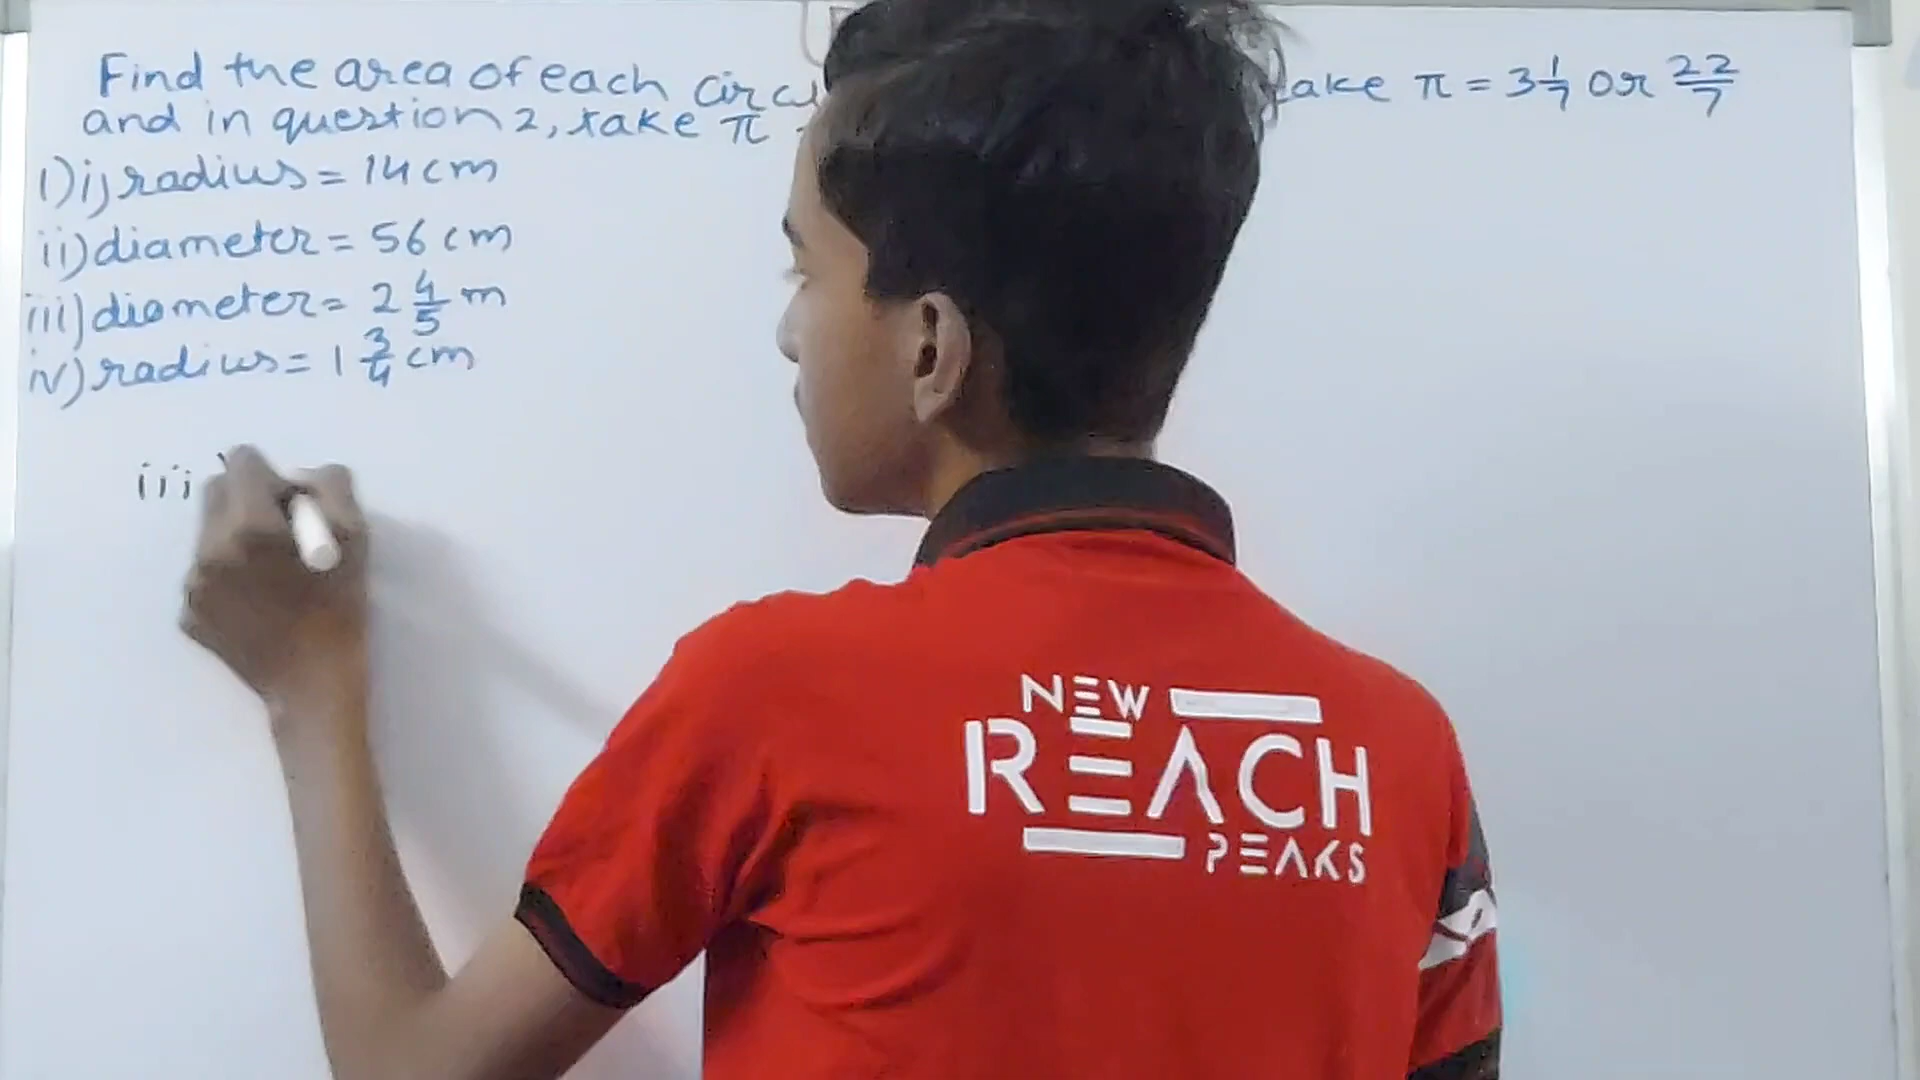 Find the area of each take π = 3 1/7 or 22/7
and in question 2, take π
1) i) radius = 14 cm
ii) diameter = 56 cm
iii) diameter = 2 4/5 m
iv) radius = 1 3/4 cm
iii)
NEW
REACH
PEAKS